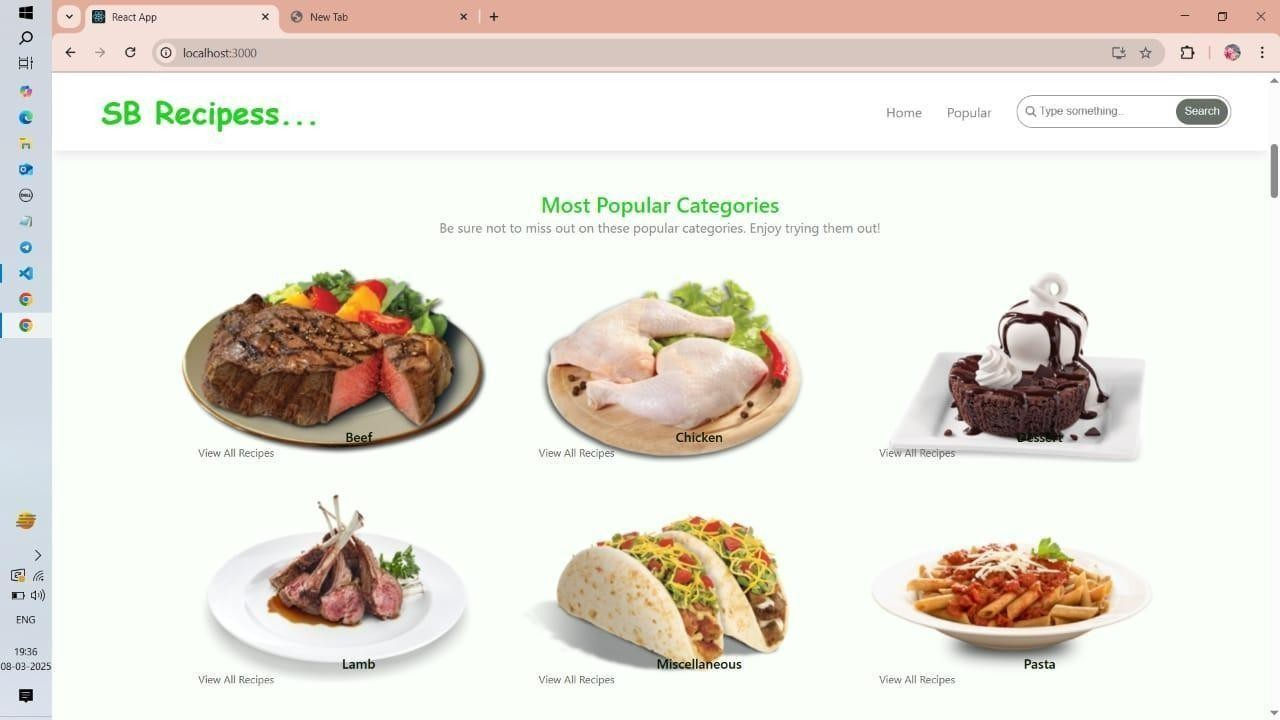 React App
New Tab
localhost:3000
SB Recipess...
Home
Popular
Type something..
Search
Most Popular Categories
Be sure not to miss out on these popular categories. Enjoy trying them out!
Beef
View All Recipes
Chicken
View All Recipes
Dessert
View All Recipes
Lamb
View All Recipes
Miscellaneous
View All Recipes
Pasta
View All Recipes
DELL
ENG
19:36
08-03-2025